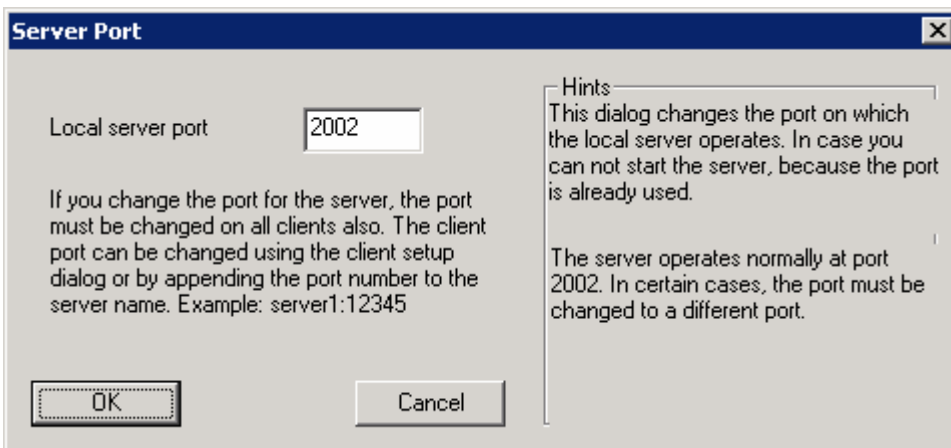 Server Port
Local server port
2002
If you change the port for the server, the port
must be changed on all clients also. The client
port can be changed using the client setup
dialog or by appending the port number to the
server name. Example: server1:12345
OK
Cancel
Hints
This dialog changes the port on which
the local server operates. In case you
can not start the server, because the port
is already used.
The server operates normally at port
2002. In certain cases, the port must be
changed to a different port.